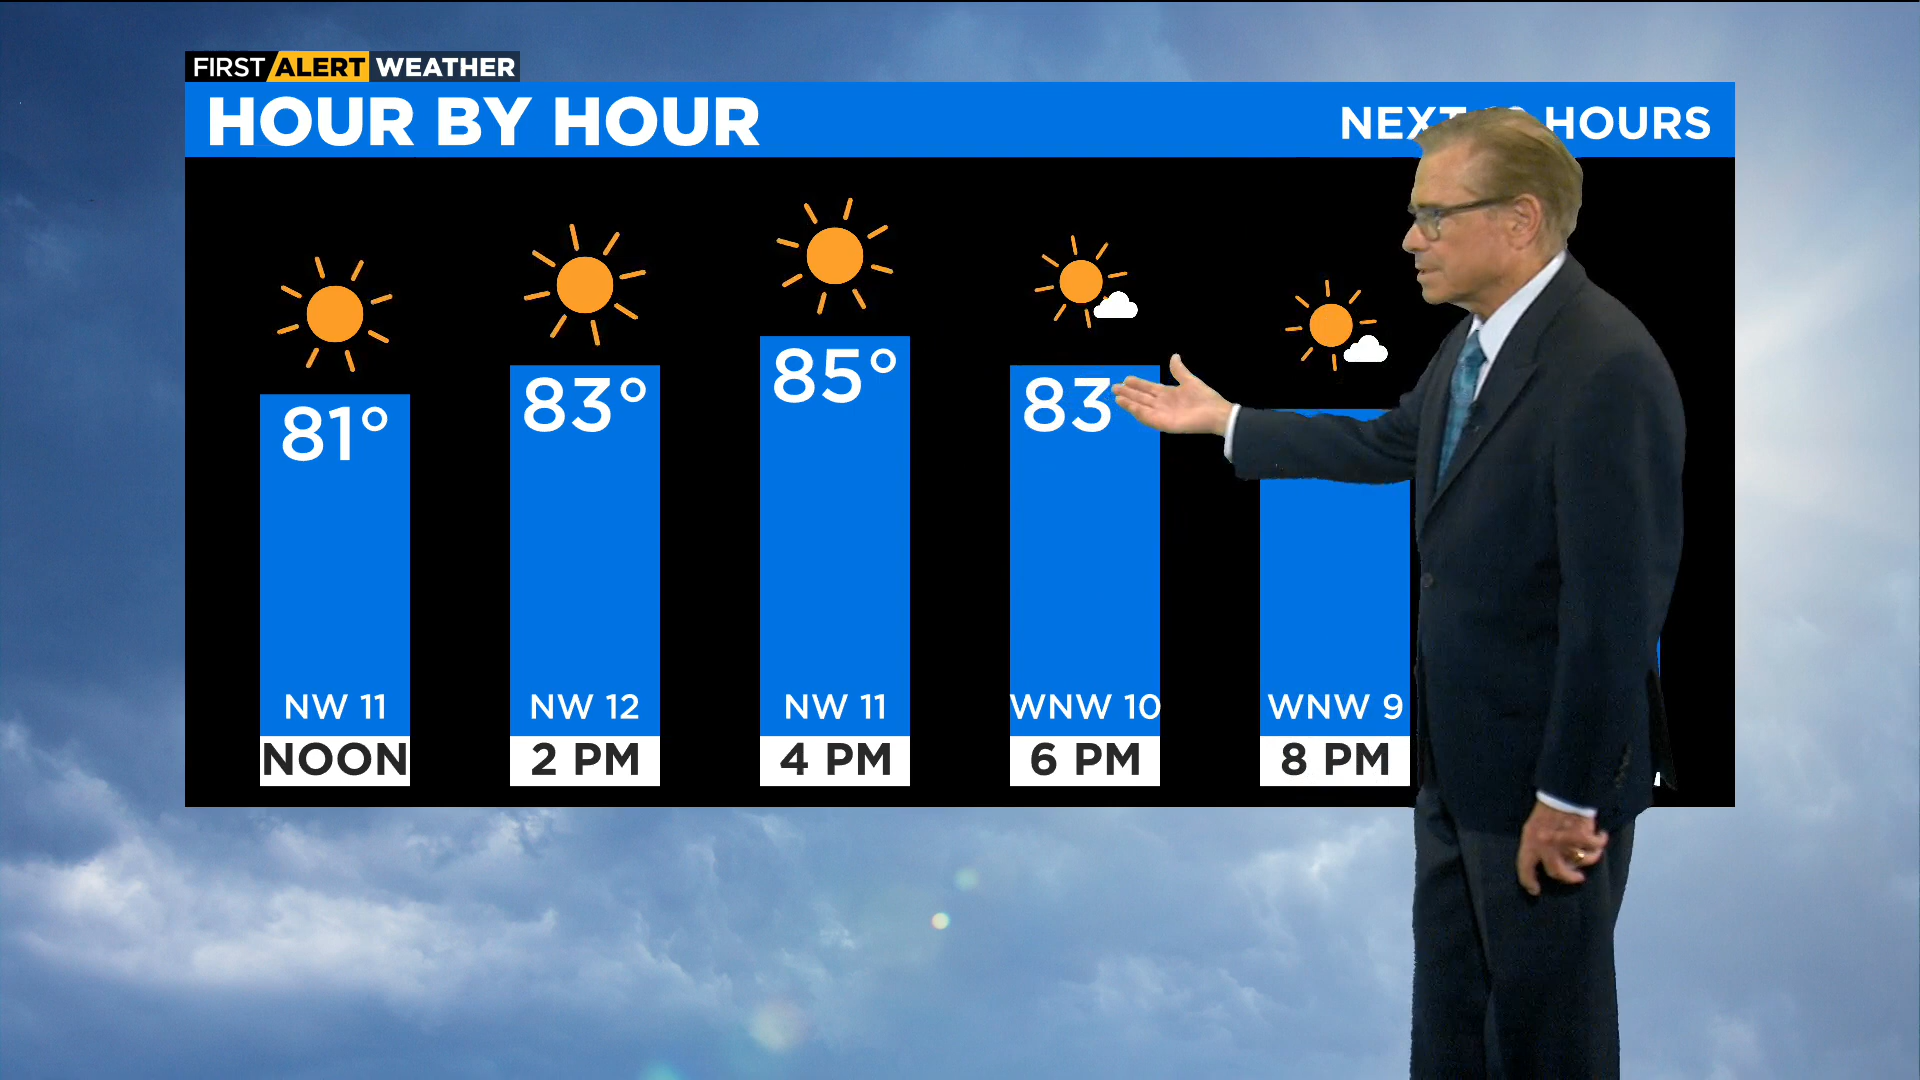 FIRST ALERT WEATHER
HOUR BY HOUR
HOURS
81°
83°
85°
83
NW 11
NW 12
NW 11
WNW 10
WNW 9
NOON
2 PM
4 PM
6 PM
8 PM